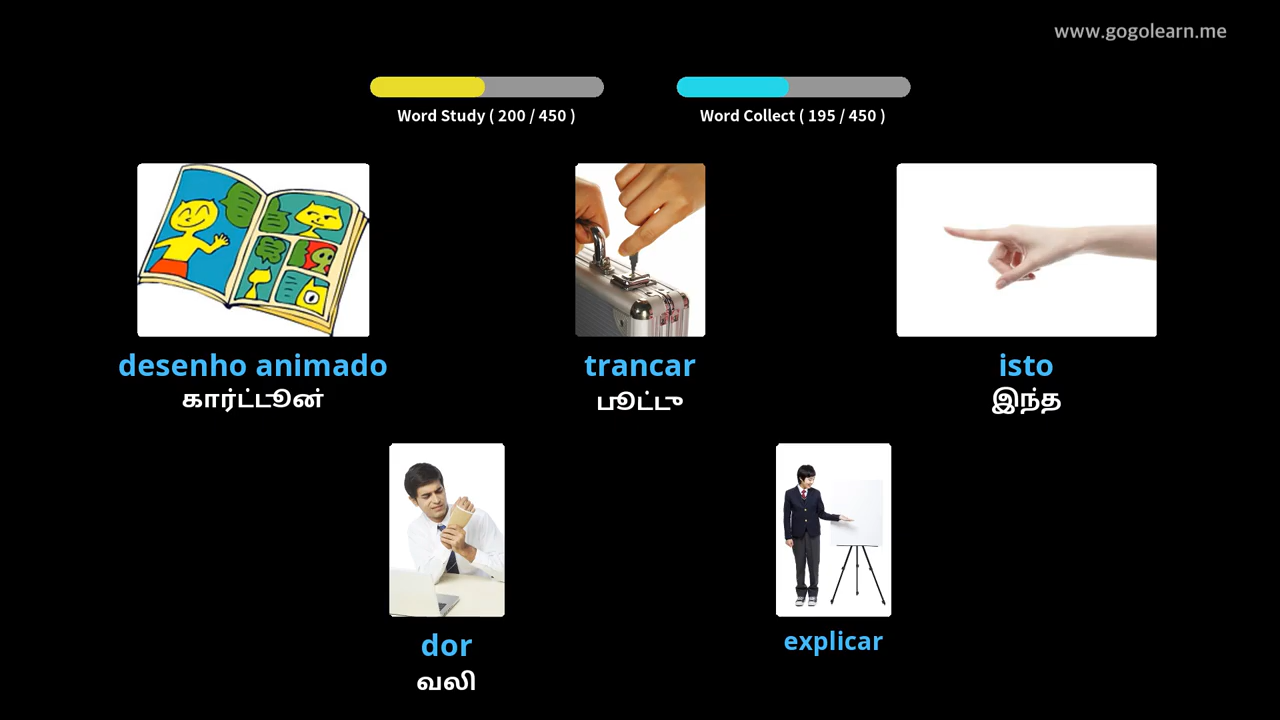 www.gogolearn.me
Word Study ( 200 / 450 )
Word Collect ( 195 / 450 )
desenho animado
கார்ட்டூன்
trancar
பூட்டு
isto
இந்த
dor
வலி
explicar